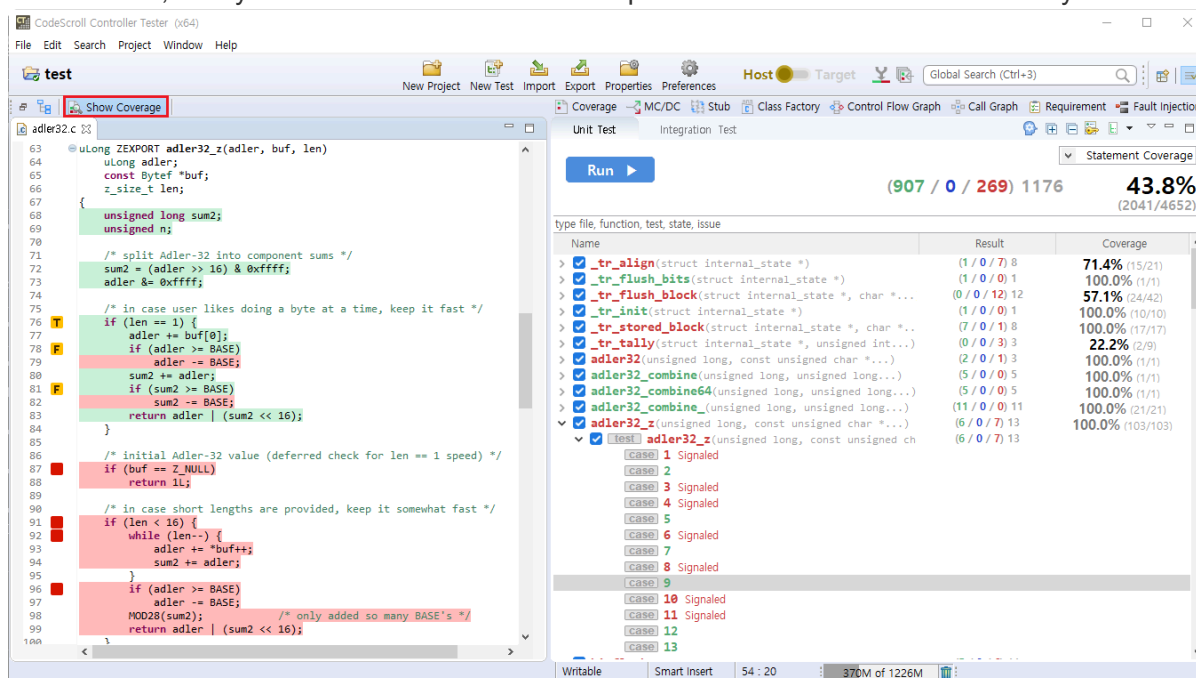 CodeScroll Controller Tester (x64)
File Edit Search Project Window Help
test
New Project New Test Import Export Properties Preferences
Host Target
Global Search (Ctrl+3)
Show Coverage
Coverage MC/DC Stub Class Factory Control Flow Graph Call Graph Requirement Fault Injectio
adler32.c
Unit Test Integration Test
63 uLong ZEXPORT adler32_z(adler, buf, len)
64 uLong adler;
65 const Bytef *buf;
66 z_size_t len;
67 {
68 unsigned long sum2;
69 unsigned n;
70
71 /* split Adler-32 into component sums */
72 sum2 = (adler >> 16) & 0xffff;
73 adler &= 0xffff;
74
75 /* in case user likes doing a byte at a time, keep it fast */
76 T if (len == 1) {
77 adler += buf[0];
78 F if (adler >= BASE)
79 adler -= BASE;
80 sum2 += adler;
81 F if (sum2 >= BASE)
82 sum2 -= BASE;
83 return adler | (sum2 << 16);
84 }
85
86 /* initial Adler-32 value (deferred check for len == 1 speed) */
87 if (buf == Z_NULL)
88 return 1L;
89
90 /* in case short lengths are provided, keep it somewhat fast */
91 if (len < 16) {
92 while (len--) {
93 adler += *buf++;
94 sum2 += adler;
95 }
96 if (adler >= BASE)
97 adler -= BASE;
98 MOD28(sum2); /* only added so many BASE's */
99 return adler | (sum2 << 16);
100 }
Run
Statement Coverage
(907 / 0 / 269) 1176 43.8%
(2041/4652)
type file, function, test, state, issue
Name Result Coverage
_tr_align(struct internal_state *) (1 / 0 / 7) 8 71.4% (15/21)
_tr_flush_bits(struct internal_state *) (1 / 0 / 0) 1 100.0% (1/1)
_tr_flush_block(struct internal_state *, char *... (0 / 0 / 12) 12 57.1% (24/42)
_tr_init(struct internal_state *) (1 / 0 / 0) 1 100.0% (10/10)
_tr_stored_block(struct internal_state *, char *.. (7 / 0 / 1) 8 100.0% (17/17)
_tr_tally(struct internal_state *, unsigned int...) (0 / 0 / 3) 3 22.2% (2/9)
adler32(unsigned long, const unsigned char *...) (2 / 0 / 1) 3 100.0% (1/1)
adler32_combine(unsigned long, unsigned long...) (5 / 0 / 0) 5 100.0% (1/1)
adler32_combine64(unsigned long, unsigned long...) (5 / 0 / 0) 5 100.0% (1/1)
adler32_combine_(unsigned long, unsigned long...) (11 / 0 / 0) 11 100.0% (21/21)
adler32_z(unsigned long, const unsigned char *...) (6 / 0 / 7) 13 100.0% (103/103)
test adler32_z(unsigned long, const unsigned ch (6 / 0 / 7) 13
case 1 Signaled
case 2
case 3 Signaled
case 4 Signaled
case 5
case 6 Signaled
case 7
case 8 Signaled
case 9
case 10 Signaled
case 11 Signaled
case 12
case 13
Writable Smart Insert 54 : 20 370M of 1226M